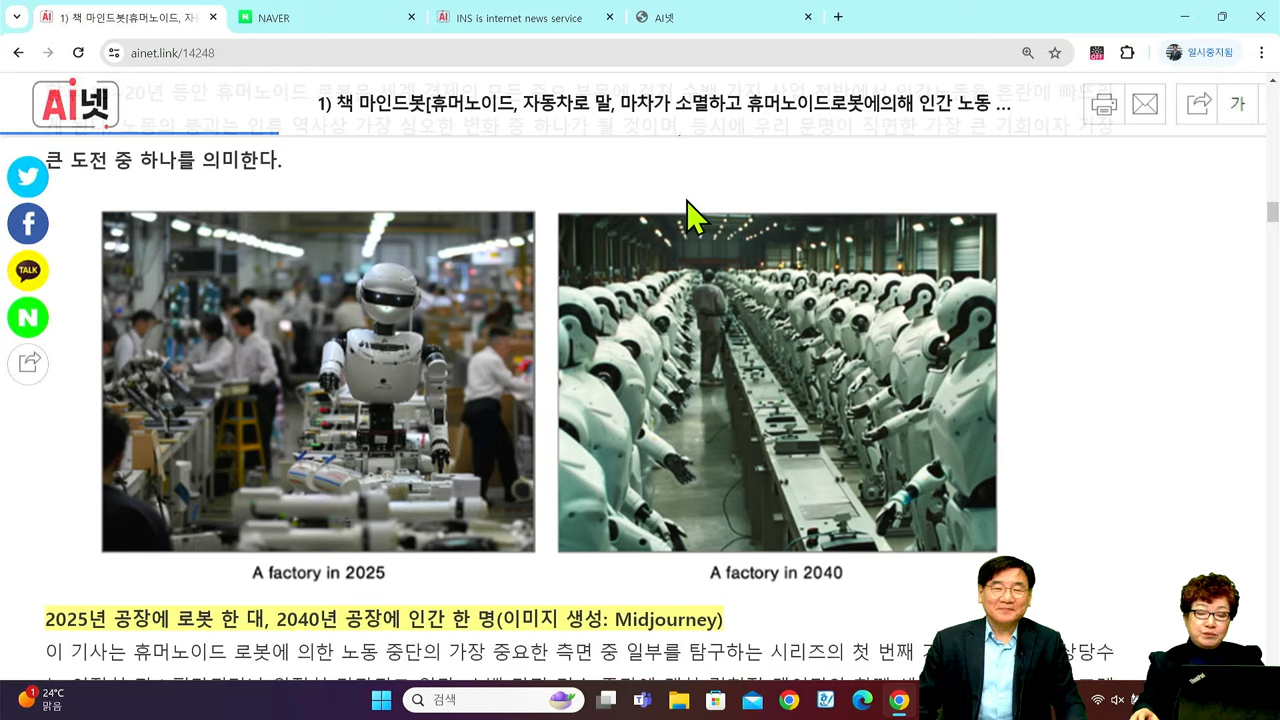 1) 책 마인드봇[휴머노이드, 자동
NAVER
INS is internet news service
AI넷
ainet.link/14248
일시중지됨
OFF
Ai넷
1) 책 마인드봇[휴머노이드, 자동차로 말, 마차가 소멸하고 휴머노이드로봇에의해 인간 노동 ...
가
큰 도전 중 하나를 의미한다.
TALK
N
A factory in 2025
A factory in 2040
2025년 공장에 로봇 한 대, 2040년 공장에 인간 한 명(이미지 생성: Midjourney)
이 기사는 휴머노이드 로봇에 의한 노동 중단의 가장 중요한 측면 중 일부를 탐구하는 시리즈의 첫 번째
상당수
ThinkPad
1
24°C
맑음
검색